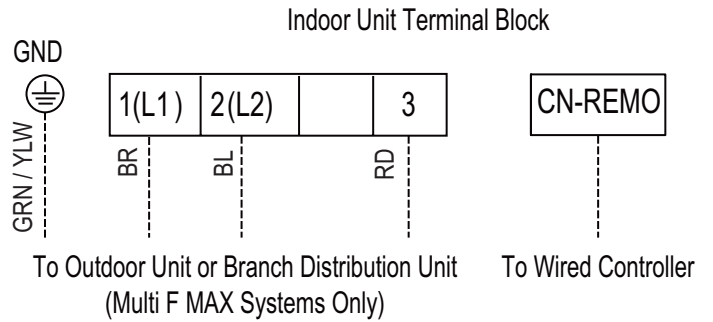 Indoor Unit Terminal Block
GND
1(L1)
2(L2)
3
CN-REMO
GRN / YLW
BR
BL
RD
To Outdoor Unit or Branch Distribution Unit
(Multi F MAX Systems Only)
To Wired Controller